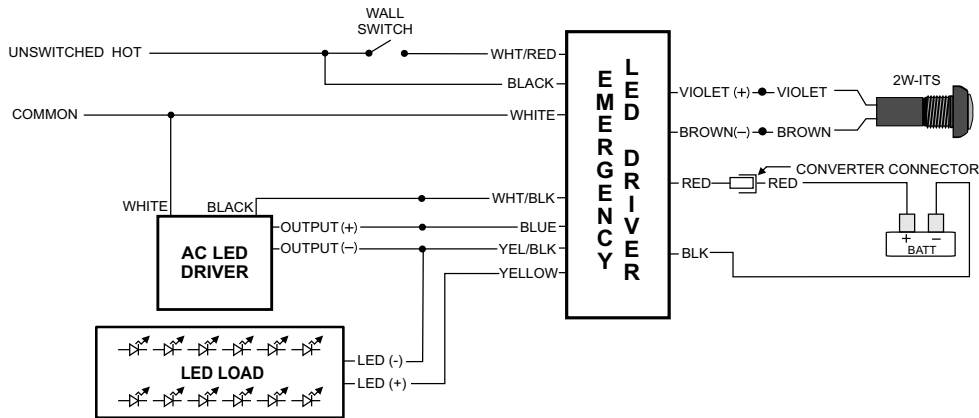 WALL
SWITCH
UNSWITCHED HOT
WHT/RED
BLACK
COMMON
WHITE
WHITE
BLACK
WHT/BLK
OUTPUT (+)
BLUE
OUTPUT (–)
YEL/BLK
YELLOW
AC LED
DRIVER
LED LOAD
LED (-)
LED (+)
LED DRIVER
EMERGENCY
VIOLET (+)
VIOLET
2W-ITS
BROWN(–)
BROWN
CONVERTER CONNECTOR
RED
RED
+ –
BATT
BLK